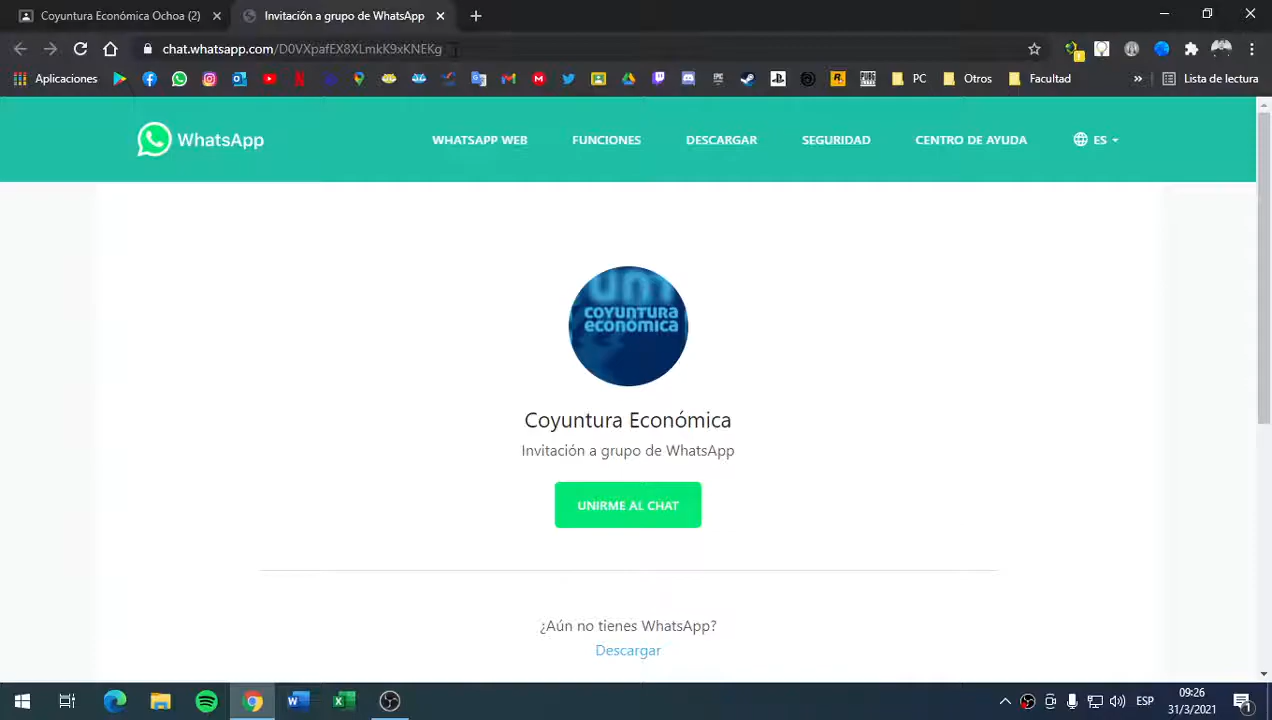 Coyuntura Económica Ochoa (2)
Invitación a grupo de WhatsApp
chat.whatsapp.com/D0VXpafEX8XLmkK9xKNEKg
Aplicaciones
PC
Otros
Facultad
»
Lista de lectura
WhatsApp
WHATSAPP WEB
FUNCIONES
DESCARGAR
SEGURIDAD
CENTRO DE AYUDA
ES
COYUNTURA
económica
Coyuntura Económica
Invitación a grupo de WhatsApp
UNIRME AL CHAT
¿Aún no tienes WhatsApp?
Descargar
ESP
09:26
31/3/2021